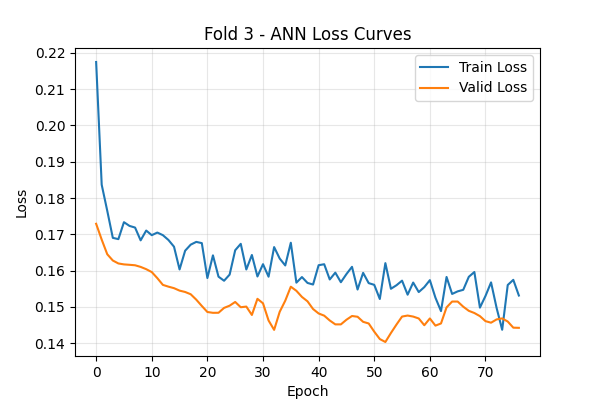 Fold 3 - ANN Loss Curves
0.22
0.21
0.20
0.19
0.18
0.17
0.16
0.15
0.14
Loss
Train Loss
Valid Loss
0 10 20 30 40 50 60 70
Epoch